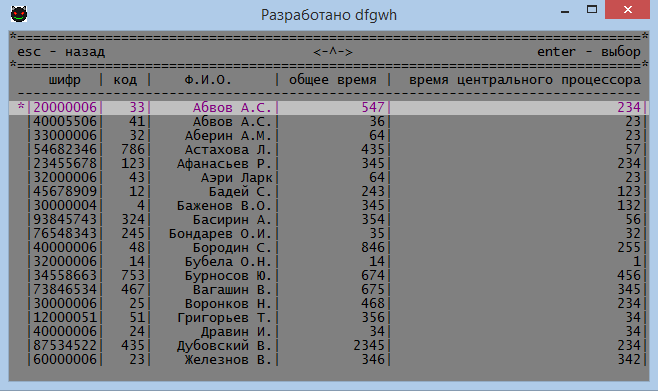 Разработано dfgwh
*==============================================================================*
esc - назад <-^-> enter - выбор
*==============================================================================*
шифр | код | Ф.И.О. | общее время | время центрального процессора
--------------------------------------------------------------------------------
*|20000006| 33| Абвов А.С.| 547| 234|
|40005506| 41| Абвов А.С.| 36| 23|
|33000006| 32| Аберин А.М.| 64| 23|
|54682346| 786| Астахова Л.| 435| 57|
|23455678| 123| Афанасьев Р.| 345| 234|
|32000006| 43| Аэри Ларк| 64| 23|
|45678909| 12| Бадей С.| 243| 123|
|30000004| 4| Баженов В.О.| 345| 132|
|93845743| 324| Басирин А.| 354| 56|
|76548343| 245| Бондарев О.И.| 35| 32|
|40000006| 48| Бородин С.| 846| 255|
|32000006| 14| Бубела О.Н.| 14| 1|
|34558663| 753| Бурносов Ю.| 674| 456|
|73846534| 467| Вагашин В.| 675| 345|
|30000006| 25| Воронков Н.| 468| 234|
|12000051| 51| Григорьев Т.| 356| 34|
|40000006| 24| Дравин И.| 34| 34|
|87534522| 435| Дубовский В.| 2345| 234|
|60000006| 23| Железнов В.| 346| 342|